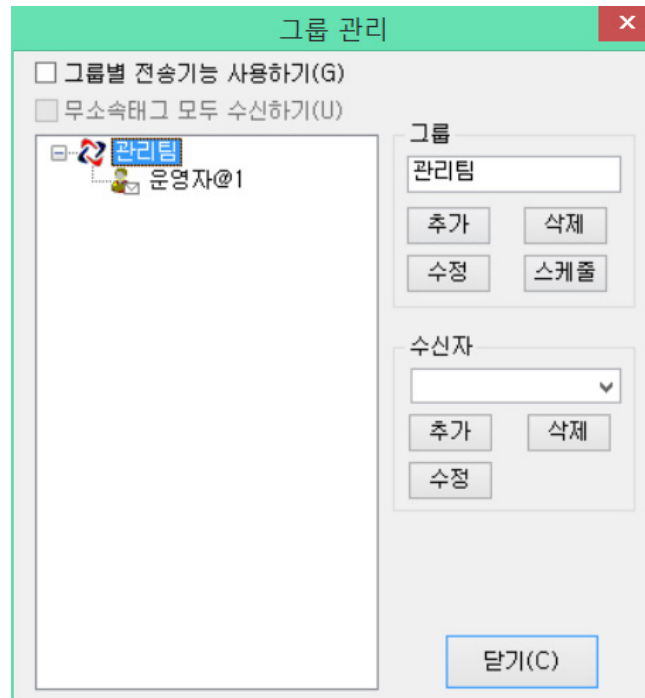 그룹 관리
그룹별 전송기능 사용하기(G)
무소속태그 모두 수신하기(U)
관리팀
운영자@1
그룹
관리팀
추가 삭제
수정 스케줄
수신자
추가 삭제
수정
닫기(C)